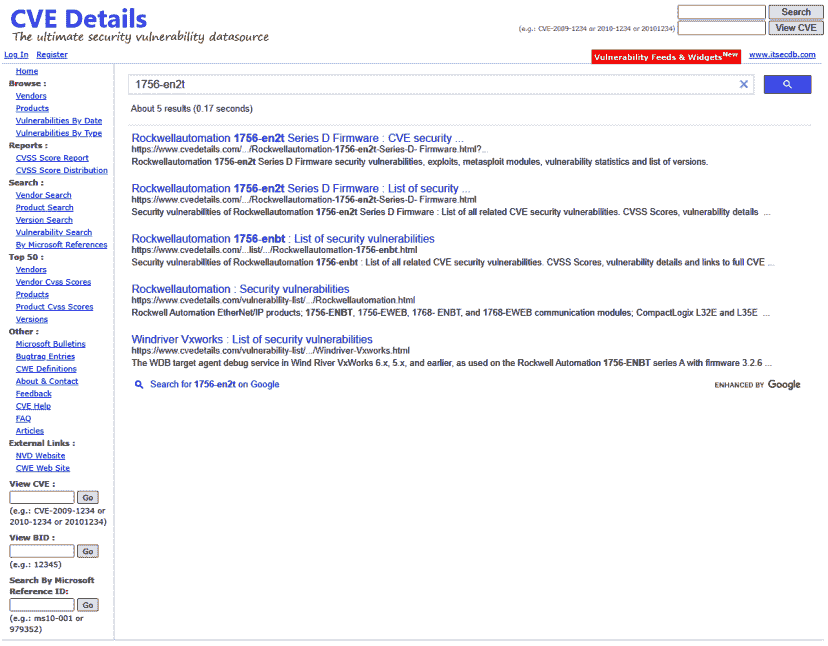 CVE Details
The ultimate security vulnerability datasource
Search
(e.g.: CVE-2009-1234 or 2010-1234 or 20101234)
View CVE
Log In Register
Vulnerability Feeds & Widgets New
www.itsecdb.com
Home
Browse :
Vendors
Products
Vulnerabilities By Date
Vulnerabilities By Type
Reports :
CVSS Score Report
CVSS Score Distribution
Search :
Vendor Search
Product Search
Version Search
Vulnerability Search
By Microsoft References
Top 50 :
Vendors
Vendor Cvss Scores
Products
Product Cvss Scores
Versions
Other :
Microsoft Bulletins
Bugtraq Entries
CWE Definitions
About & Contact
Feedback
CVE Help
FAQ
Articles
External Links :
NVD Website
CWE Web Site
View CVE :
Go
(e.g.: CVE-2009-1234 or
2010-1234 or 20101234)
View BID :
Go
(e.g.: 12345)
Search By Microsoft
Reference ID:
Go
(e.g.: ms10-001 or
979352)
1756-en2t
About 5 results (0.17 seconds)
Rockwellautomation 1756-en2t Series D Firmware : CVE security ...
https://www.cvedetails.com/.../Rockwellautomation-1756-en2t-Series-D- Firmware.html?...
Rockwellautomation 1756-en2t Series D Firmware security vulnerabilities, exploits, metasploit modules, vulnerability statistics and list of versions.
Rockwellautomation 1756-en2t Series D Firmware : List of security ...
https://www.cvedetails.com/.../Rockwellautomation-1756-en2t-Series-D- Firmware.html
Security vulnerabilities of Rockwellautomation 1756-en2t Series D Firmware : List of all related CVE security vulnerabilities. CVSS Scores, vulnerability details ...
Rockwellautomation 1756-enbt : List of security vulnerabilities
https://www.cvedetails.com/...list/.../Rockwellautomation-1756-enbt.html
Security vulnerabilities of Rockwellautomation 1756-enbt : List of all related CVE security vulnerabilities. CVSS Scores, vulnerability details and links to full CVE ...
Rockwellautomation : Security vulnerabilities
https://www.cvedetails.com/vulnerability-list/.../Rockwellautomation.html
Rockwell Automation EtherNet/IP products; 1756-ENBT, 1756-EWEB, 1768- ENBT, and 1768-EWEB communication modules; CompactLogix L32E and L35E ...
Windriver Vxworks : List of security vulnerabilities
https://www.cvedetails.com/vulnerability-list/.../Windriver-Vxworks.html
The WDB target agent debug service in Wind River VxWorks 6.x, 5.x, and earlier, as used on the Rockwell Automation 1756-ENBT series A with firmware 3.2.6 ...
Search for 1756-en2t on Google
ENHANCED BY Google